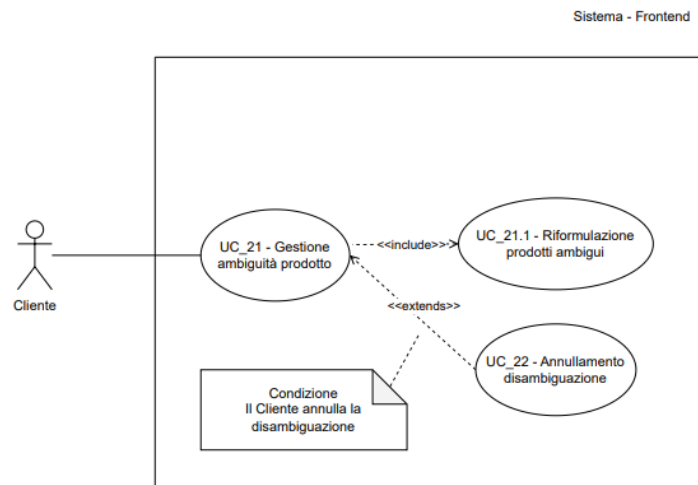 Sistema - Frontend
Cliente
UC_21 - Gestione
ambiguità prodotto
<<include>>
UC_21.1 - Riformulazione
prodotti ambigui
<<extends>>
UC_22 - Annullamento
disambiguazione
Condizione
Il Cliente annulla la
disambiguazione